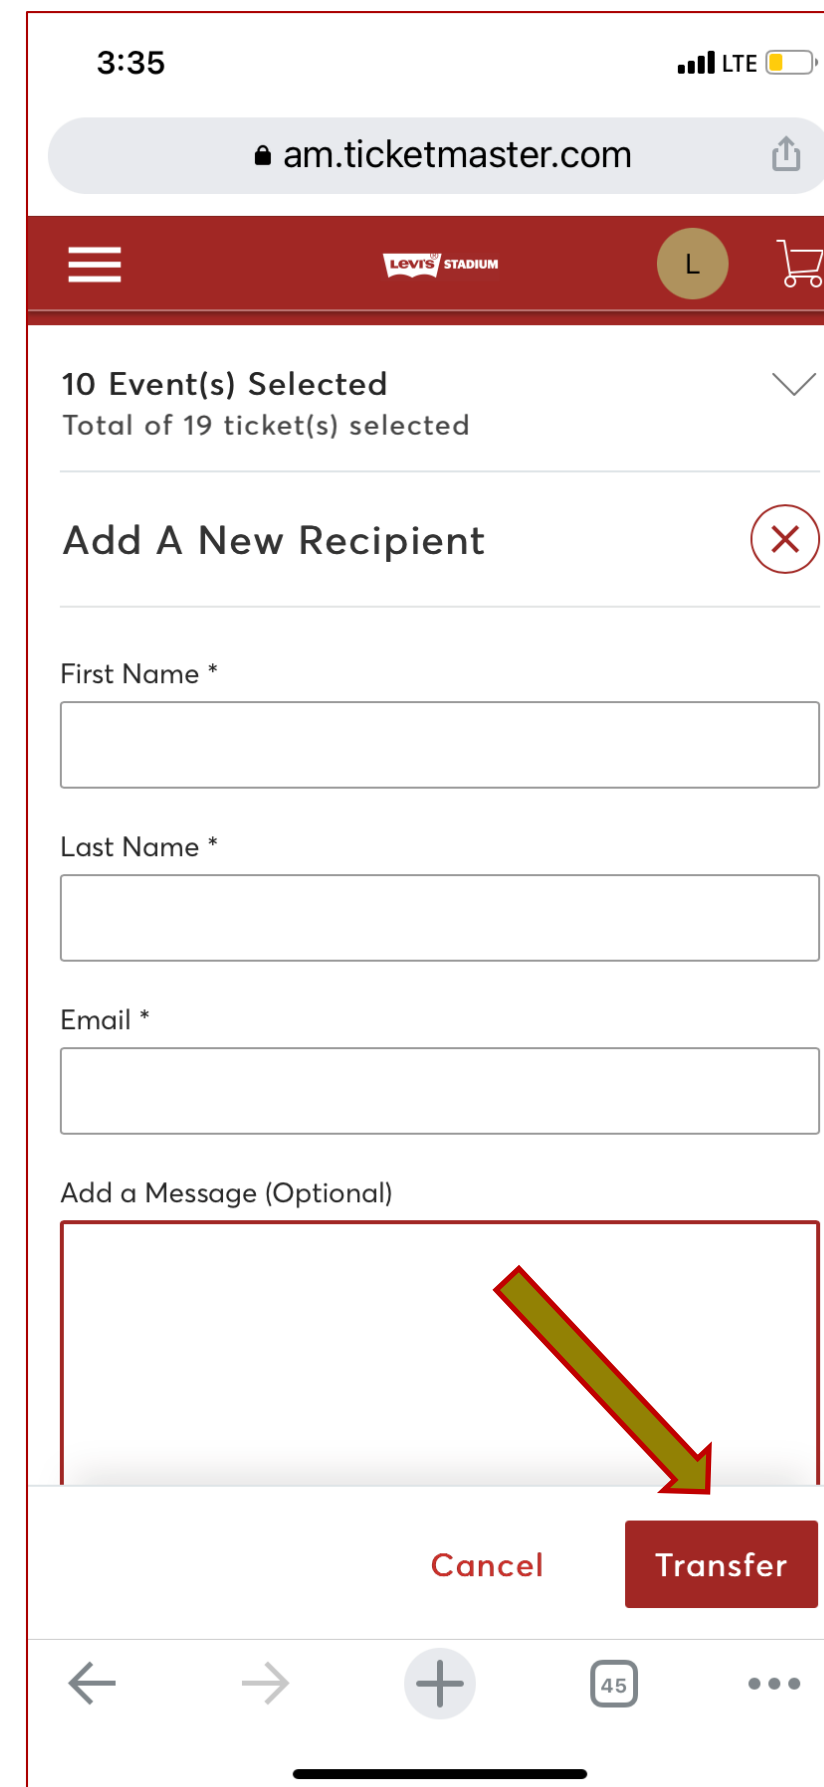 3:35
LTE
am.ticketmaster.com
LEVI'S® STADIUM
L
10 Event(s) Selected
Total of 19 ticket(s) selected
Add A New Recipient
First Name *
Last Name *
Email *
Add a Message (Optional)
Cancel
Transfer
45